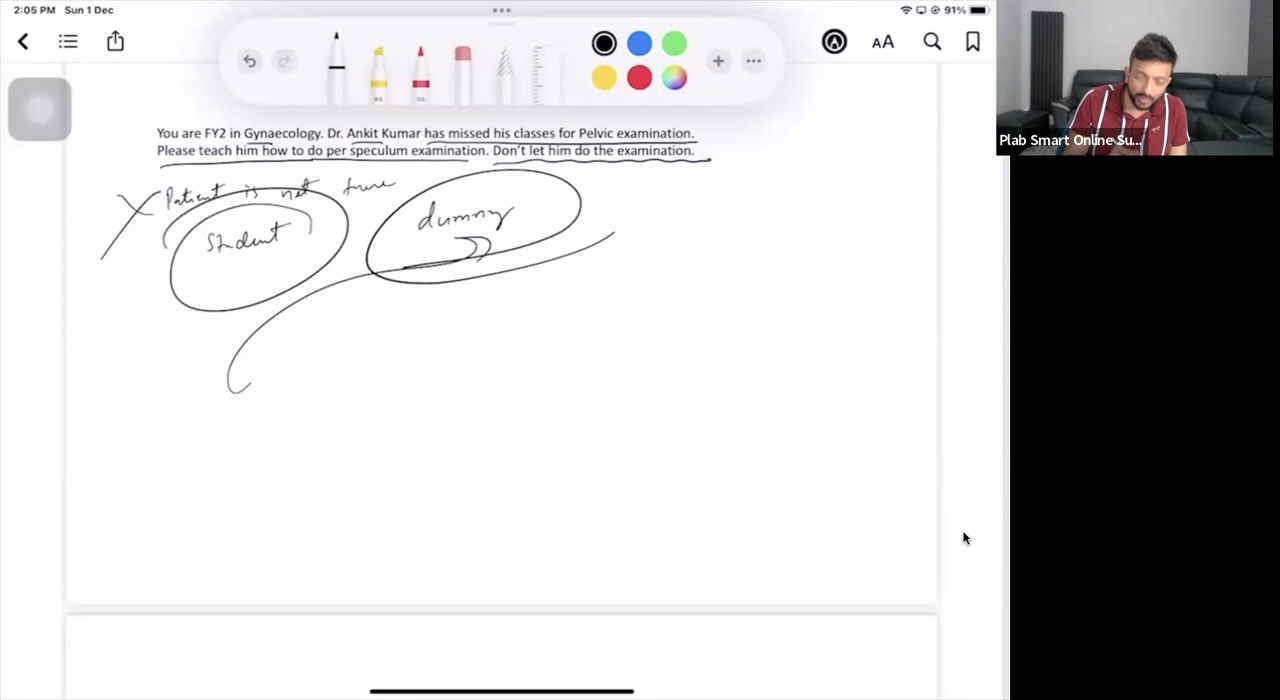 2:05 PM Sun 1 Dec
91%
AA
Plab Smart Online Su...
You are FY2 in Gynaecology. Dr. Ankit Kumar has missed his classes for Pelvic examination.
Please teach him how to do per speculum examination. Don't let him do the examination.
Patient is not
Student dummy